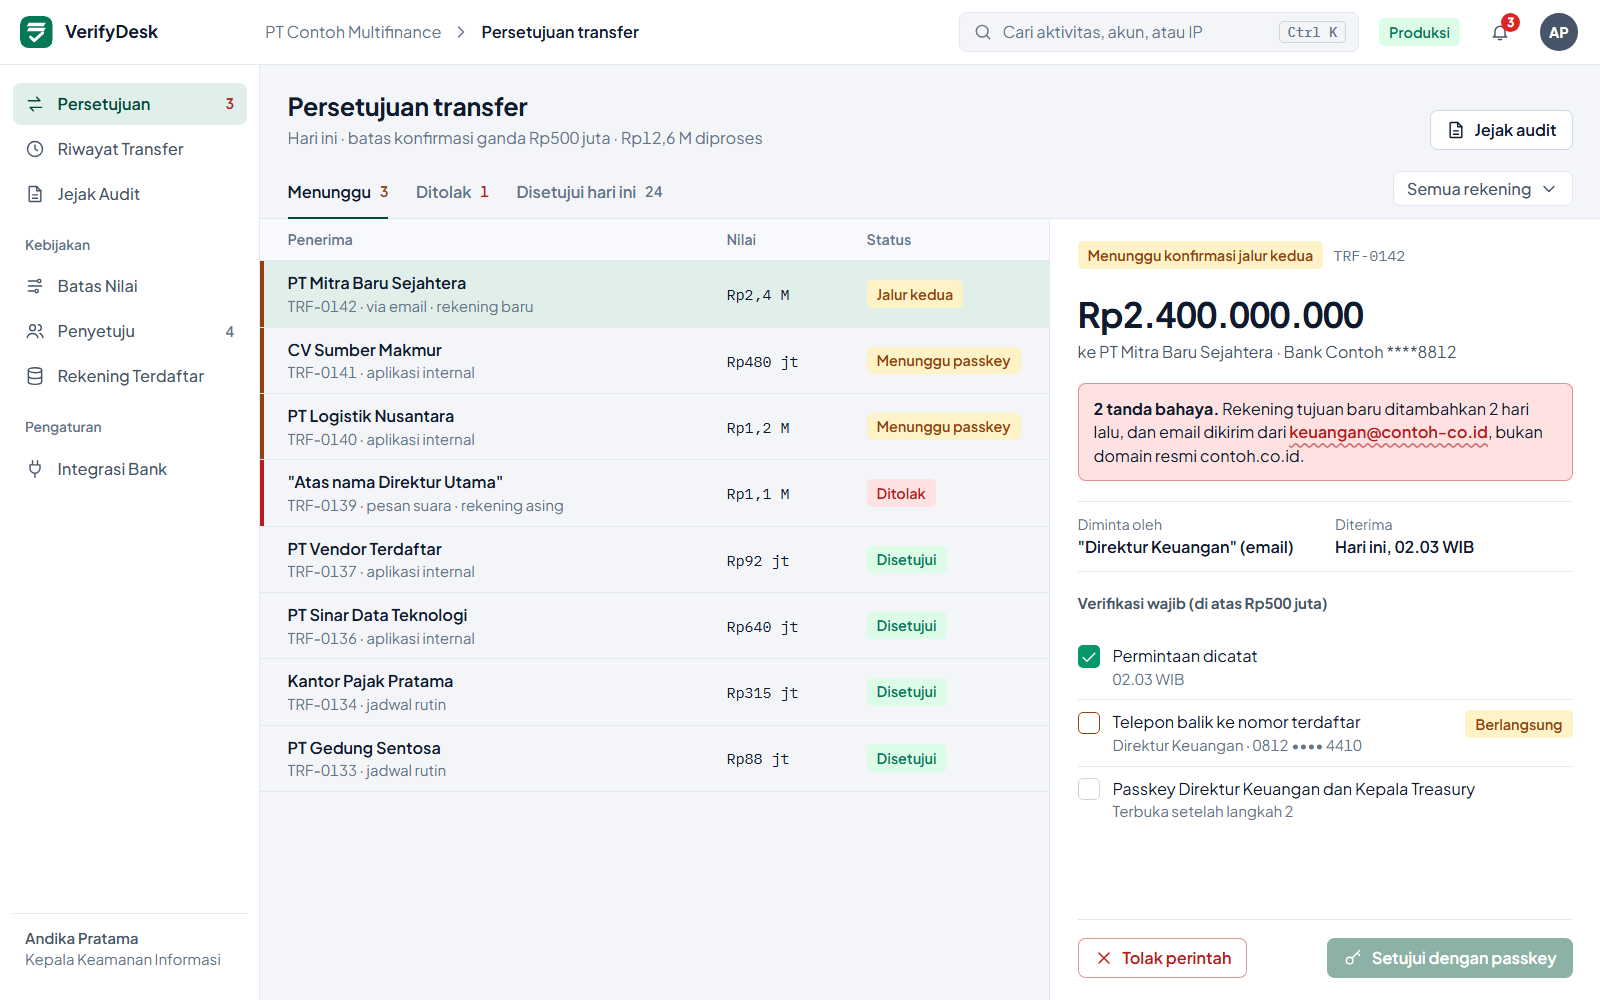 VerifyDesk
PT Contoh Multifinance
Persetujuan transfer
Cari aktivitas, akun, atau IP
Ctrl K
Produksi
3
AP
Persetujuan 3
Riwayat Transfer
Jejak Audit
Kebijakan
Batas Nilai
Penyetuju 4
Rekening Terdaftar
Pengaturan
Integrasi Bank
Andika Pratama
Kepala Keamanan Informasi
Persetujuan transfer
Hari ini · batas konfirmasi ganda Rp500 juta · Rp12,6 M diproses
Jejak audit
Menunggu 3
Ditolak 1
Disetujui hari ini 24
Semua rekening
Penerima Nilai Status
PT Mitra Baru Sejahtera
TRF-0142 · via email · rekening baru
Rp2,4 M
Jalur kedua
CV Sumber Makmur
TRF-0141 · aplikasi internal
Rp480 jt
Menunggu passkey
PT Logistik Nusantara
TRF-0140 · aplikasi internal
Rp1,2 M
Menunggu passkey
"Atas nama Direktur Utama"
TRF-0139 · pesan suara · rekening asing
Rp1,1 M
Ditolak
PT Vendor Terdaftar
TRF-0137 · aplikasi internal
Rp92 jt
Disetujui
PT Sinar Data Teknologi
TRF-0136 · aplikasi internal
Rp640 jt
Disetujui
Kantor Pajak Pratama
TRF-0134 · jadwal rutin
Rp315 jt
Disetujui
PT Gedung Sentosa
TRF-0133 · jadwal rutin
Rp88 jt
Disetujui
Menunggu konfirmasi jalur kedua TRF-0142
Rp2.400.000.000
ke PT Mitra Baru Sejahtera · Bank Contoh ****8812
2 tanda bahaya. Rekening tujuan baru ditambahkan 2 hari
lalu, dan email dikirim dari keuangan@contoh-co.id, bukan
domain resmi contoh.co.id.
Diminta oleh
"Direktur Keuangan" (email)
Diterima
Hari ini, 02.03 WIB
Verifikasi wajib (di atas Rp500 juta)
Permintaan dicatat
02.03 WIB
Telepon balik ke nomor terdaftar
Direktur Keuangan · 0812 •••• 4410
Berlangsung
Passkey Direktur Keuangan dan Kepala Treasury
Terbuka setelah langkah 2
Tolak perintah
Setujui dengan passkey